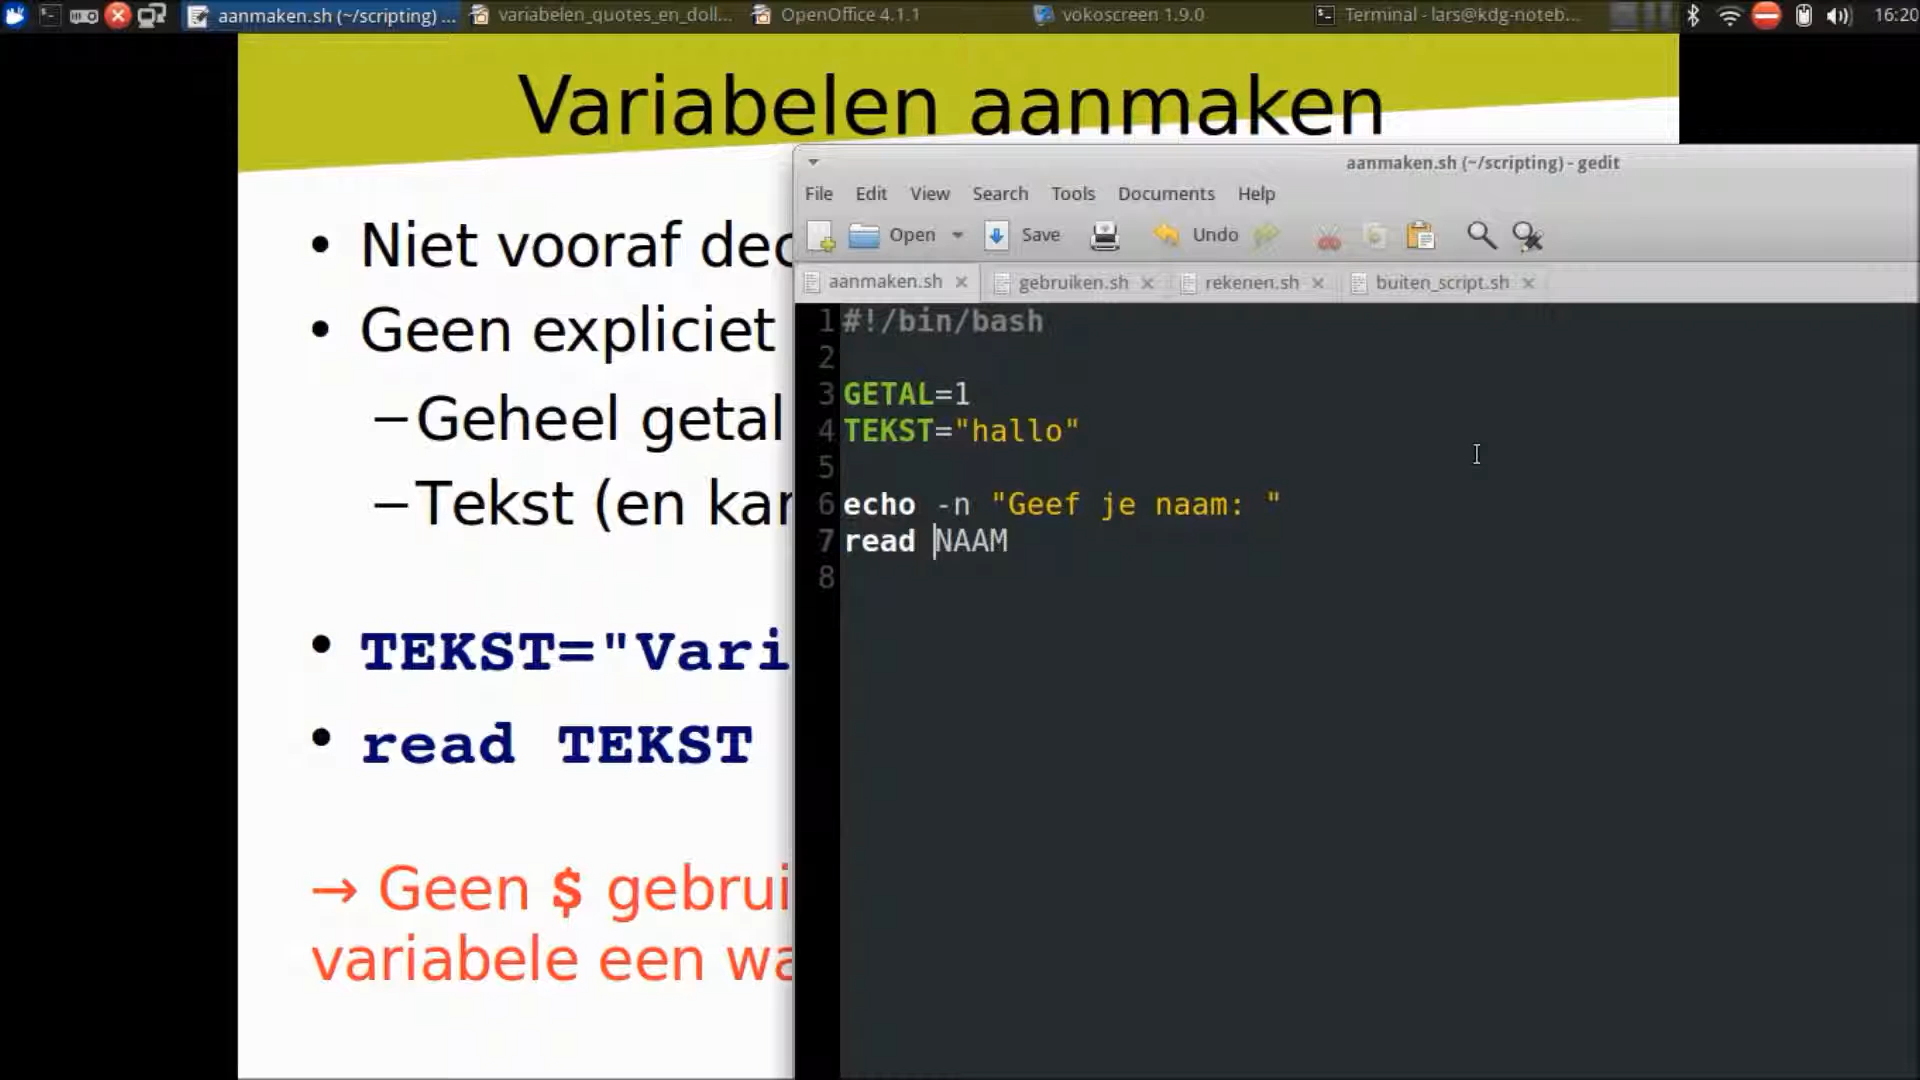 aanmaken.sh (~/scripting) ...
variabelen_quotes_en_doll...
OpenOffice 4.1.1
vokoscreen 1.9.0
Terminal - lars@kdg-noteb...
16:20
Variabelen aanmaken
• Niet vooraf dec
• Geen expliciet
–Geheel getal
–Tekst (en kar
• TEKST="Vari
• read TEKST
→ Geen $ gebrui
variabele een wa
aanmaken.sh (~/scripting) - gedit
File Edit View Search Tools Documents Help
Open Save Undo
aanmaken.sh gebruiken.sh rekenen.sh buiten_script.sh
1 #!/bin/bash
2
3 GETAL=1
4 TEKST="hallo"
5
6 echo -n "Geef je naam: "
7 read NAAM
8